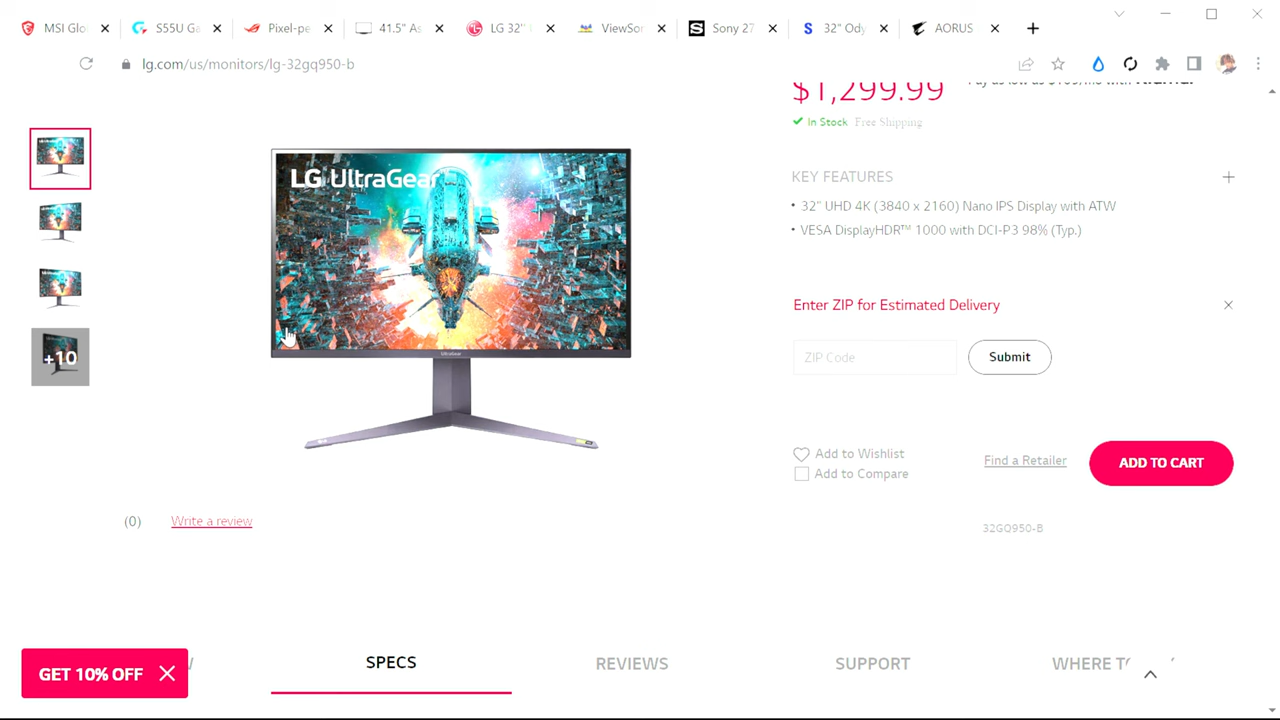 MSI Glo
S55U Ga
Pixel-pe
41.5" As
LG 32''
ViewSon
Sony 27
32" Ody
AORUS
lg.com/us/monitors/lg-32gq950-b
$1,299.99
In Stock Free Shipping
LG UltraGear
KEY FEATURES
• 32" UHD 4K (3840 x 2160) Nano IPS Display with ATW
• VESA DisplayHDR™ 1000 with DCI-P3 98% (Typ.)
Enter ZIP for Estimated Delivery
ZIP Code
Submit
+10
UltraGear
Add to Wishlist
Add to Compare
Find a Retailer
ADD TO CART
(0) Write a review
32GQ950-B
SPECS
REVIEWS
SUPPORT
WHERE TO
GET 10% OFF